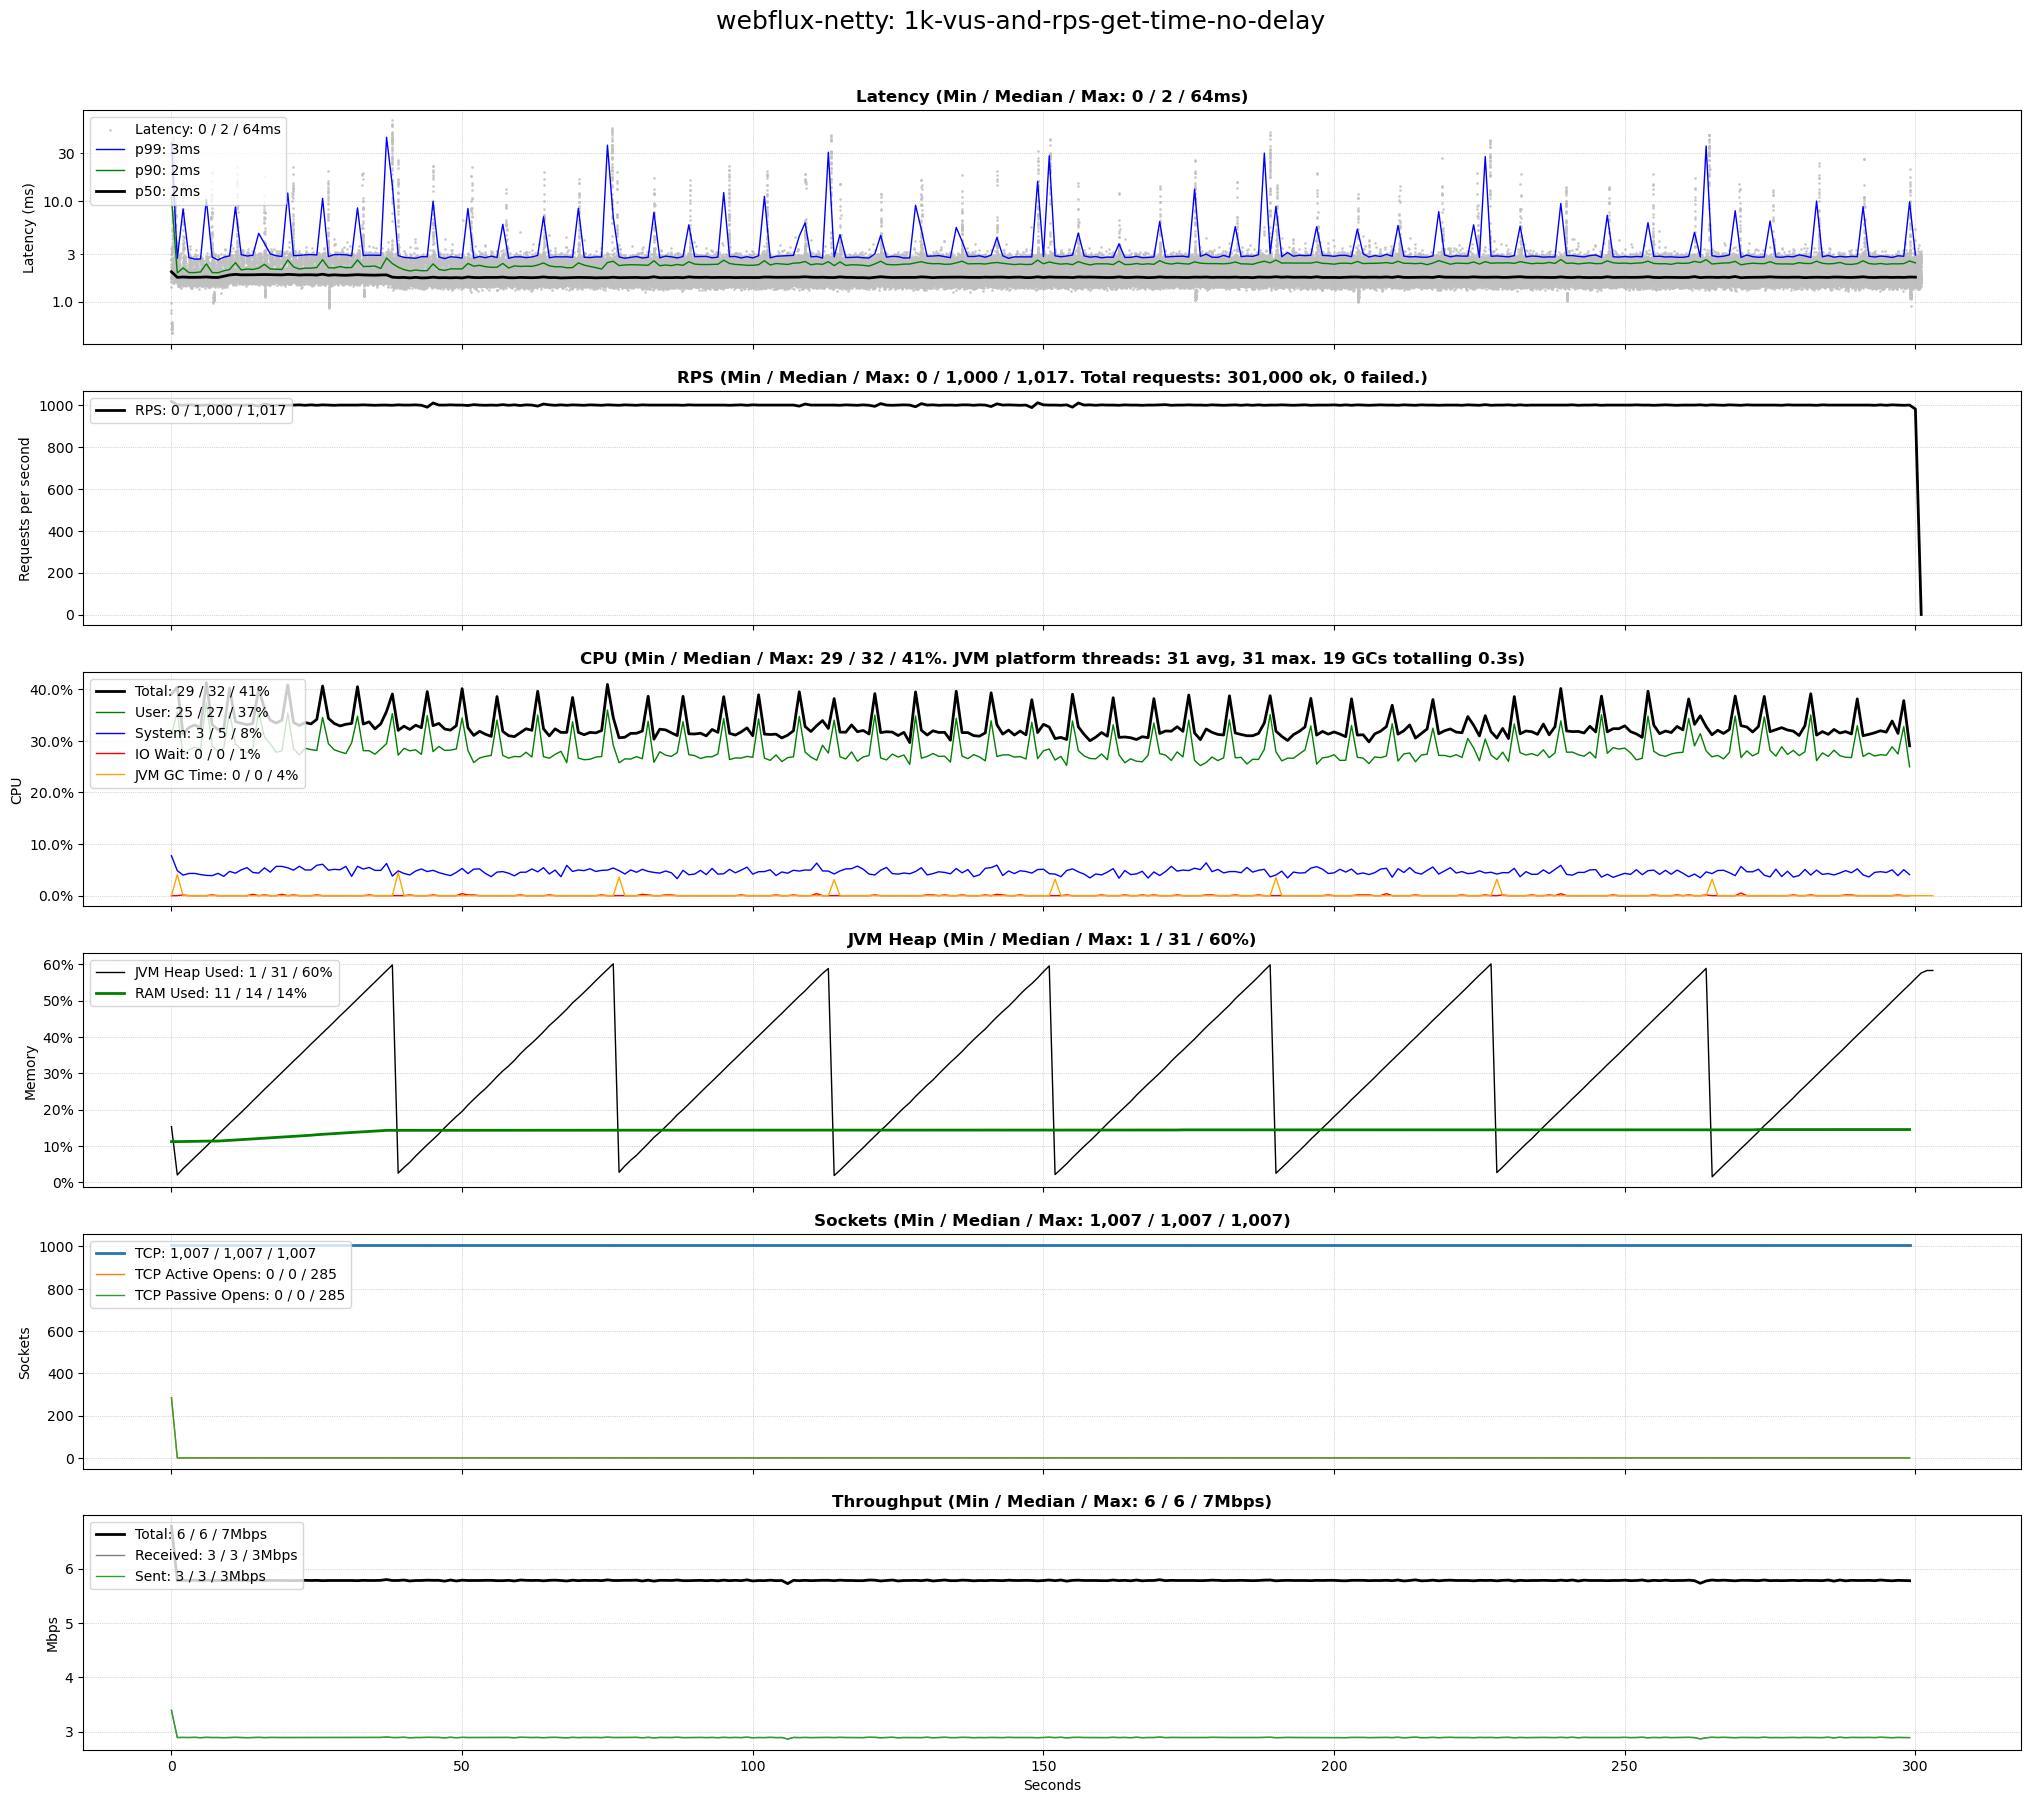 webflux-netty: 1k-vus-and-rps-get-time-no-delay
Latency (Min / Median / Max: 0 / 2 / 64ms)
Latency (ms)
30
10.0
3
1.0
Latency: 0 / 2 / 64ms
p99: 3ms
p90: 2ms
p50: 2ms
RPS (Min / Median / Max: 0 / 1,000 / 1,017. Total requests: 301,000 ok, 0 failed.)
Requests per second
1000
800
600
400
200
0
RPS: 0 / 1,000 / 1,017
CPU (Min / Median / Max: 29 / 32 / 41%. JVM platform threads: 31 avg, 31 max. 19 GCs totalling 0.3s)
CPU
40.0%
30.0%
20.0%
10.0%
0.0%
Total: 29 / 32 / 41%
User: 25 / 27 / 37%
System: 3 / 5 / 8%
IO Wait: 0 / 0 / 1%
JVM GC Time: 0 / 0 / 4%
JVM Heap (Min / Median / Max: 1 / 31 / 60%)
Memory
60%
50%
40%
30%
20%
10%
0%
JVM Heap Used: 1 / 31 / 60%
RAM Used: 11 / 14 / 14%
Sockets (Min / Median / Max: 1,007 / 1,007 / 1,007)
Sockets
1000
800
600
400
200
0
TCP: 1,007 / 1,007 / 1,007
TCP Active Opens: 0 / 0 / 285
TCP Passive Opens: 0 / 0 / 285
Throughput (Min / Median / Max: 6 / 6 / 7Mbps)
Mbps
6
5
4
3
Total: 6 / 6 / 7Mbps
Received: 3 / 3 / 3Mbps
Sent: 3 / 3 / 3Mbps
0
50
100
150
200
250
300
Seconds